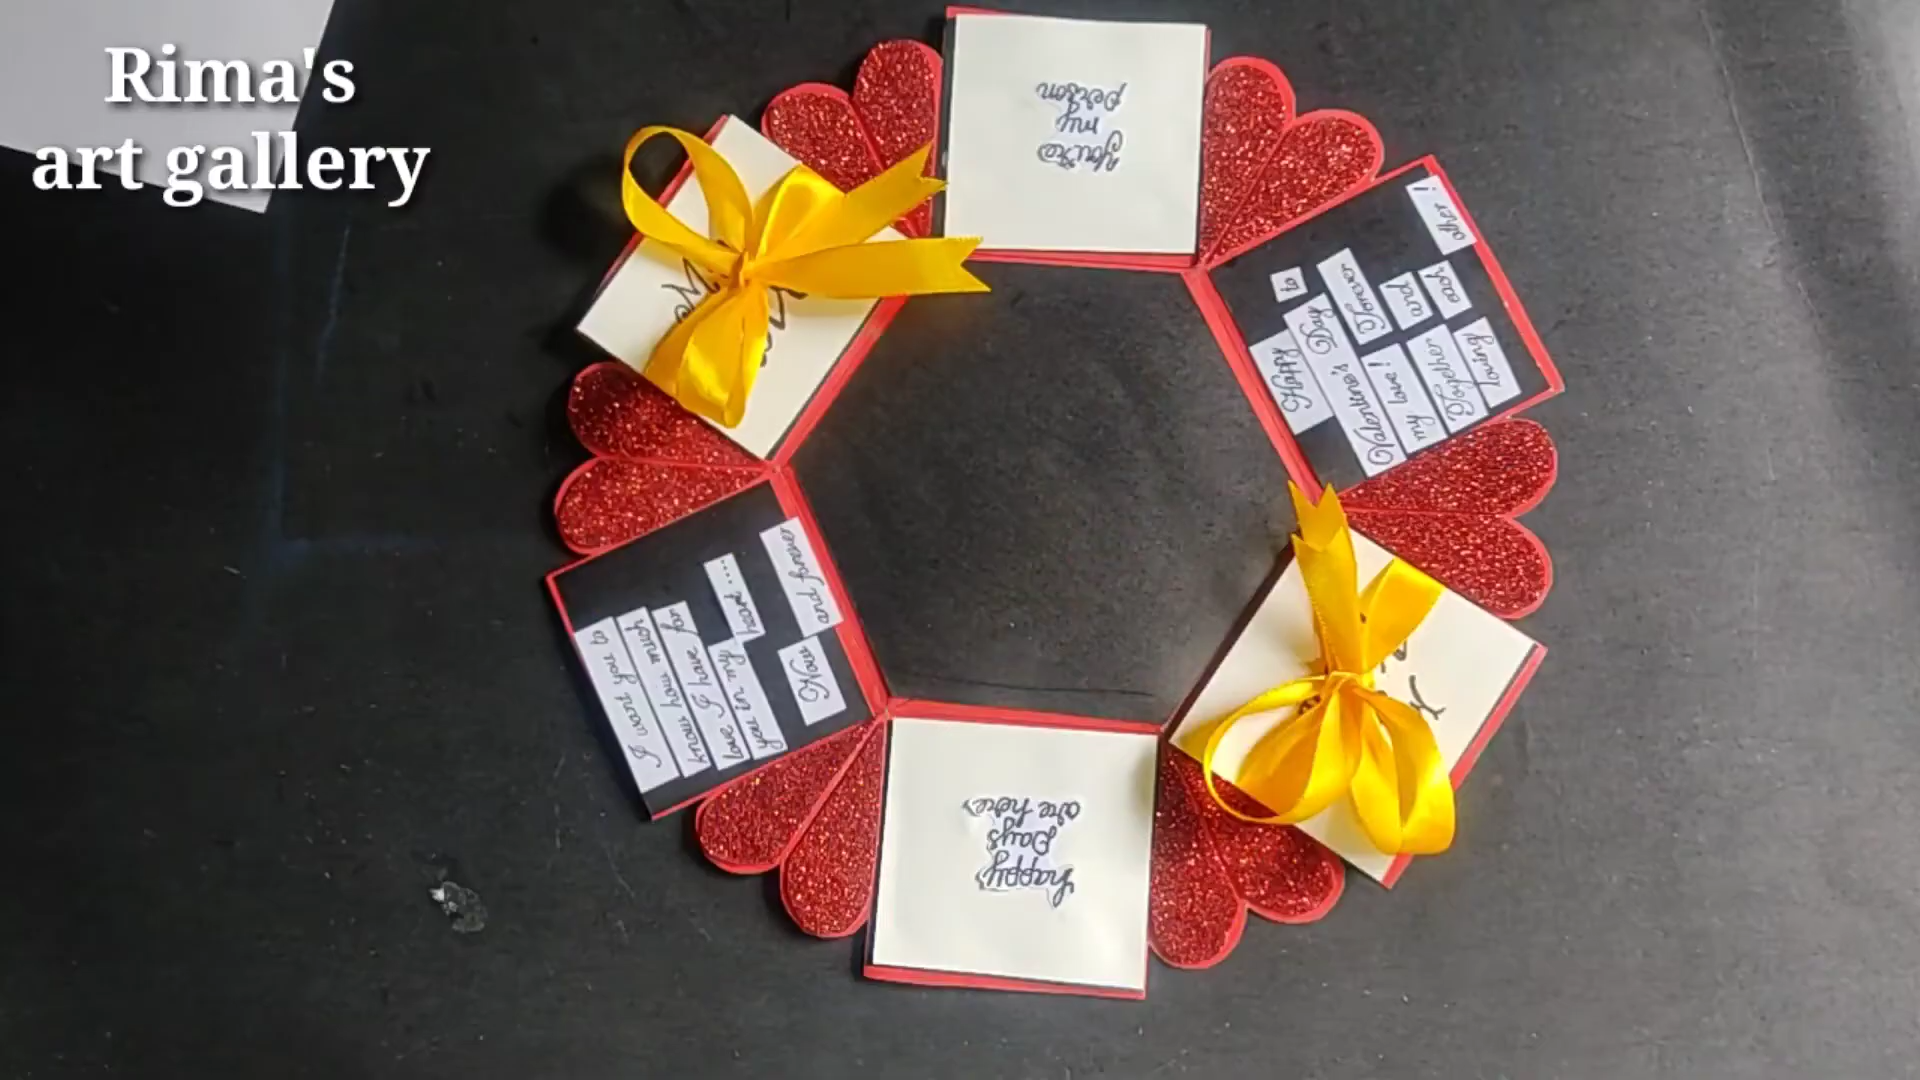 Rima's
art gallery
you're
my
person
Happy
Valentine's Day to
my love! Forever
Together and
loving each
other!
I want you to
know how much
love I have for
you in my heart....
Now and forever
happy
Days
are here